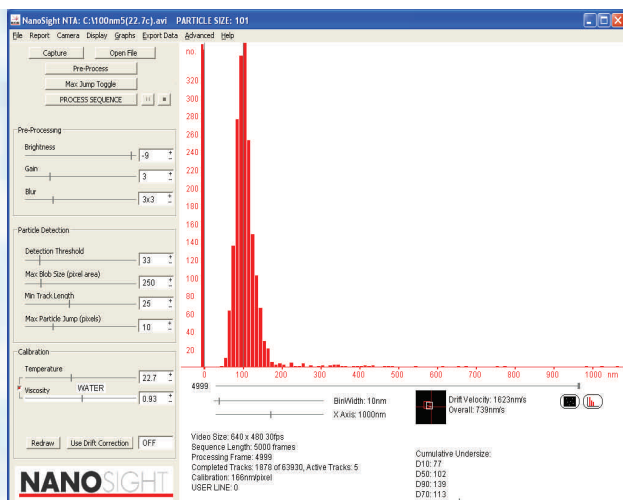 NanoSight NTA: C:\100nm5(22.7c).avi PARTICLE SIZE: 101
File Report Camera Display Graphs Export Data Advanced Help
Capture Open File
Pre-Process
Max Jump Toggle
PROCESS SEQUENCE
Pre-Processing
Brightness
-9
Gain
3
Blur
3x3
Particle Detection
Detection Threshold
33
Max Blob Size (pixel area)
250
Min Track Length
25
Max Particle Jump (pixels)
10
Calibration
Temperature
22.7
Viscosity WATER
0.93
Redraw Use Drift Correction OFF
NANOSIGHT
no.
320
300
280
260
240
220
200
180
160
140
120
100
80
60
40
20
0 100 200 300 400 500 600 700 800 900 1000 nm
4999
BinWidth: 10nm
X Axis: 1000nm
Drift Velocity: 1623nm/s
Overall: 739nm/s
Video Size: 640 x 480 30fps
Sequence Length: 5000 frames
Processing Frame: 4999
Completed Tracks: 1878 of 63930, Active Tracks: 5
Calibration: 166nm/pixel
USER LINE: 0
Cumulative Undersize:
D10: 77
D50: 102
D90: 139
D70: 113